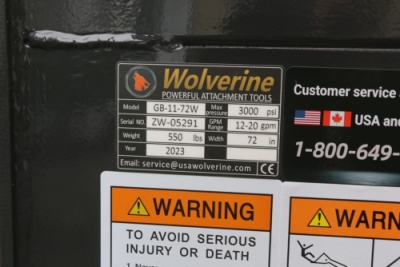 Wolverine
POWERFUL ATTACHMENT TOOLS
Model GB-11-72W Max pressure 3000 psi
Serial NO. ZW-05291 GPM Range 12-20 gpm
Weight 550 lbs Width 72 in
Year 2023
Email: service@usawolverine.com CE
Customer service
USA and
1-800-649-
WARNING
TO AVOID SERIOUS
INJURY OR DEATH
WARNING